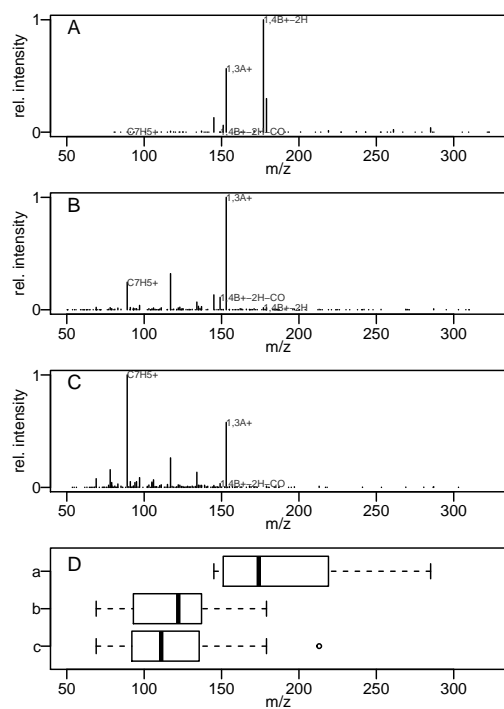 A
1,4B+−2H
1,3A+
C7H5+
1,4B+−2H−CO
rel. intensity
0
1
50 100 150 200 250 300
m/z
B
1,3A+
C7H5+
1,4B+−2H−CO
1,4B+−2H
rel. intensity
0
1
50 100 150 200 250 300
m/z
C
C7H5+
1,3A+
1,4B+−2H−CO
rel. intensity
0
1
50 100 150 200 250 300
m/z
D
a
b
c
50 100 150 200 250 300
m/z